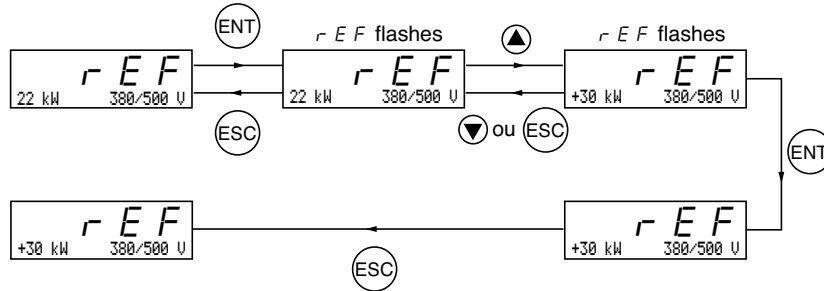 ENT
r E F flashes
r E F flashes
r E F
22 kW 380/500 V
r E F
22 kW 380/500 V
r E F
+30 kW 380/500 V
ESC
ou ESC
ENT
r E F
+30 kW 380/500 V
r E F
+30 kW 380/500 V
ESC